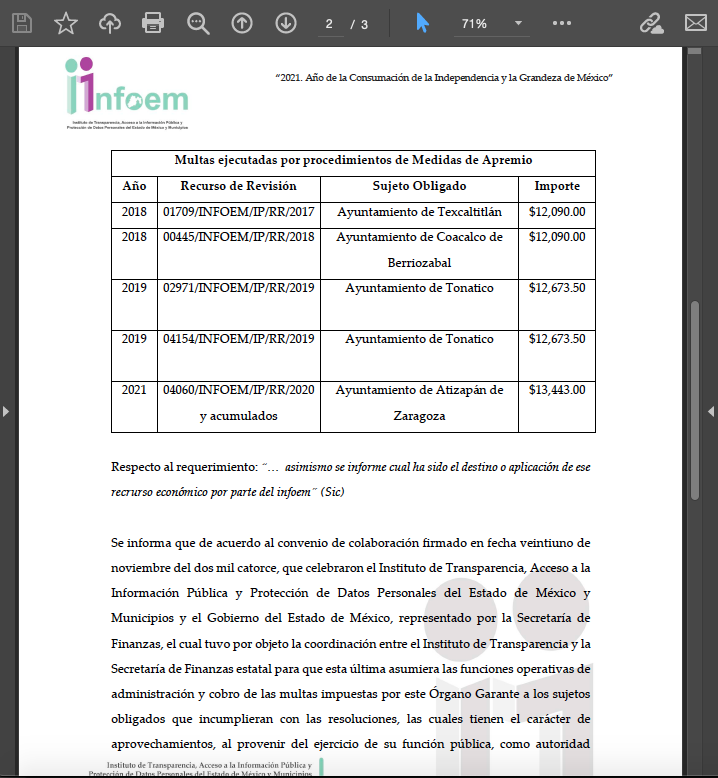 2 / 3
71%
infoem
Instituto de Transparencia, Acceso a la Información Pública y
Protección de Datos Personales del Estado de México y Municipios
“2021. Año de la Consumación de la Independencia y la Grandeza de México”
Multas ejecutadas por procedimientos de Medidas de Apremio
Año Recurso de Revisión Sujeto Obligado Importe
2018 01709/INFOEM/IP/RR/2017 Ayuntamiento de Texcaltitlán $12,090.00
2018 00445/INFOEM/IP/RR/2018 Ayuntamiento de Coacalco de $12,090.00
Berriozabal
2019 02971/INFOEM/IP/RR/2019 Ayuntamiento de Tonatico $12,673.50
2019 04154/INFOEM/IP/RR/2019 Ayuntamiento de Tonatico $12,673.50
2021 04060/INFOEM/IP/RR/2020 Ayuntamiento de Atizapán de $13,443.00
y acumulados Zaragoza
Respecto al requerimiento: “… asimismo se informe cual ha sido el destino o aplicación de ese
recrurso económico por parte del infoem” (Sic)
Se informa que de acuerdo al convenio de colaboración firmado en fecha veintiuno de
noviembre del dos mil catorce, que celebraron el Instituto de Transparencia, Acceso a la
Información Pública y Protección de Datos Personales del Estado de México y
Municipios y el Gobierno del Estado de México, representado por la Secretaría de
Finanzas, el cual tuvo por objeto la coordinación entre el Instituto de Transparencia y la
Secretaría de Finanzas estatal para que esta última asumiera las funciones operativas de
administración y cobro de las multas impuestas por este Órgano Garante a los sujetos
obligados que incumplieran con las resoluciones, las cuales tienen el carácter de
aprovechamientos, al provenir del ejercicio de su función pública, como autoridad
Instituto de Transparencia, Acceso a la Información Pública y
Protección de Datos Personales del Estado de México y Municipios